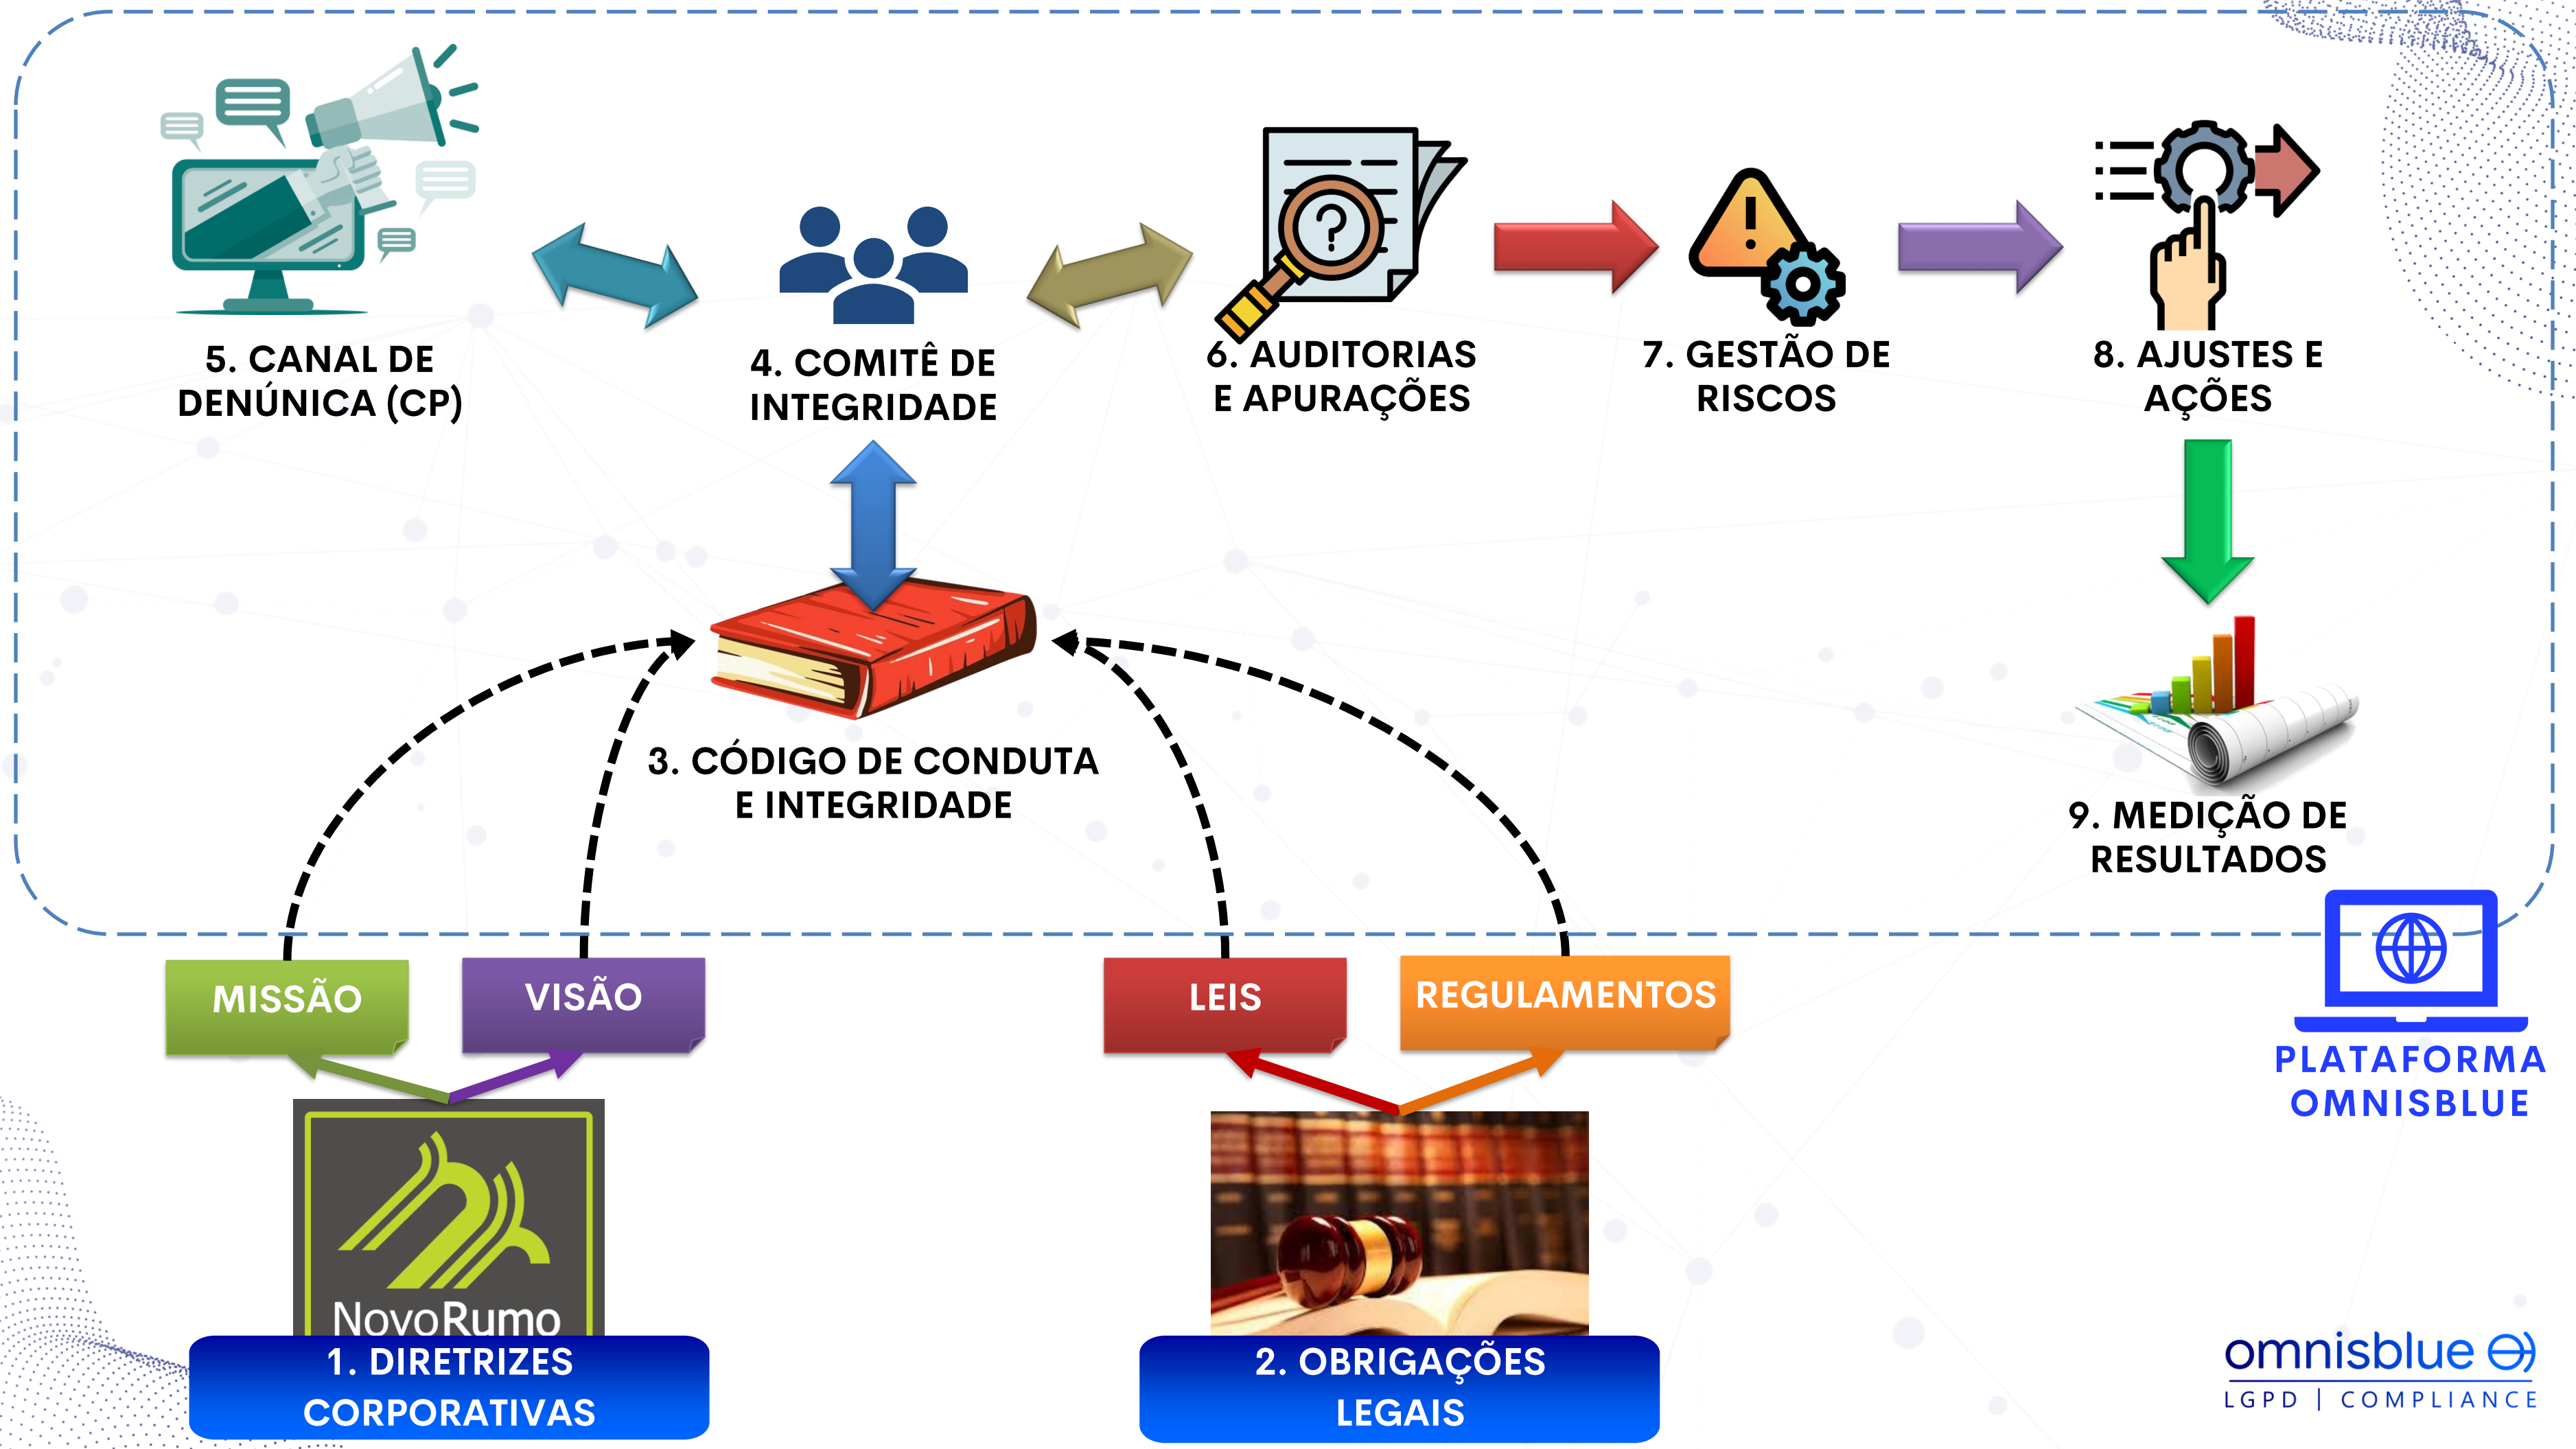 5. CANAL DE
DENÚNICA (CP)
4. COMITÊ DE
INTEGRIDADE
6. AUDITORIAS
E APURAÇÕES
7. GESTÃO DE
RISCOS
8. AJUSTES E
AÇÕES
3. CÓDIGO DE CONDUTA
E INTEGRIDADE
9. MEDIÇÃO DE
RESULTADOS
MISSÃO
VISÃO
LEIS
REGULAMENTOS
PLATAFORMA
OMNISBLUE
NovoRumo
1. DIRETRIZES
CORPORATIVAS
2. OBRIGAÇÕES
LEGAIS
omnisblue
LGPD | COMPLIANCE